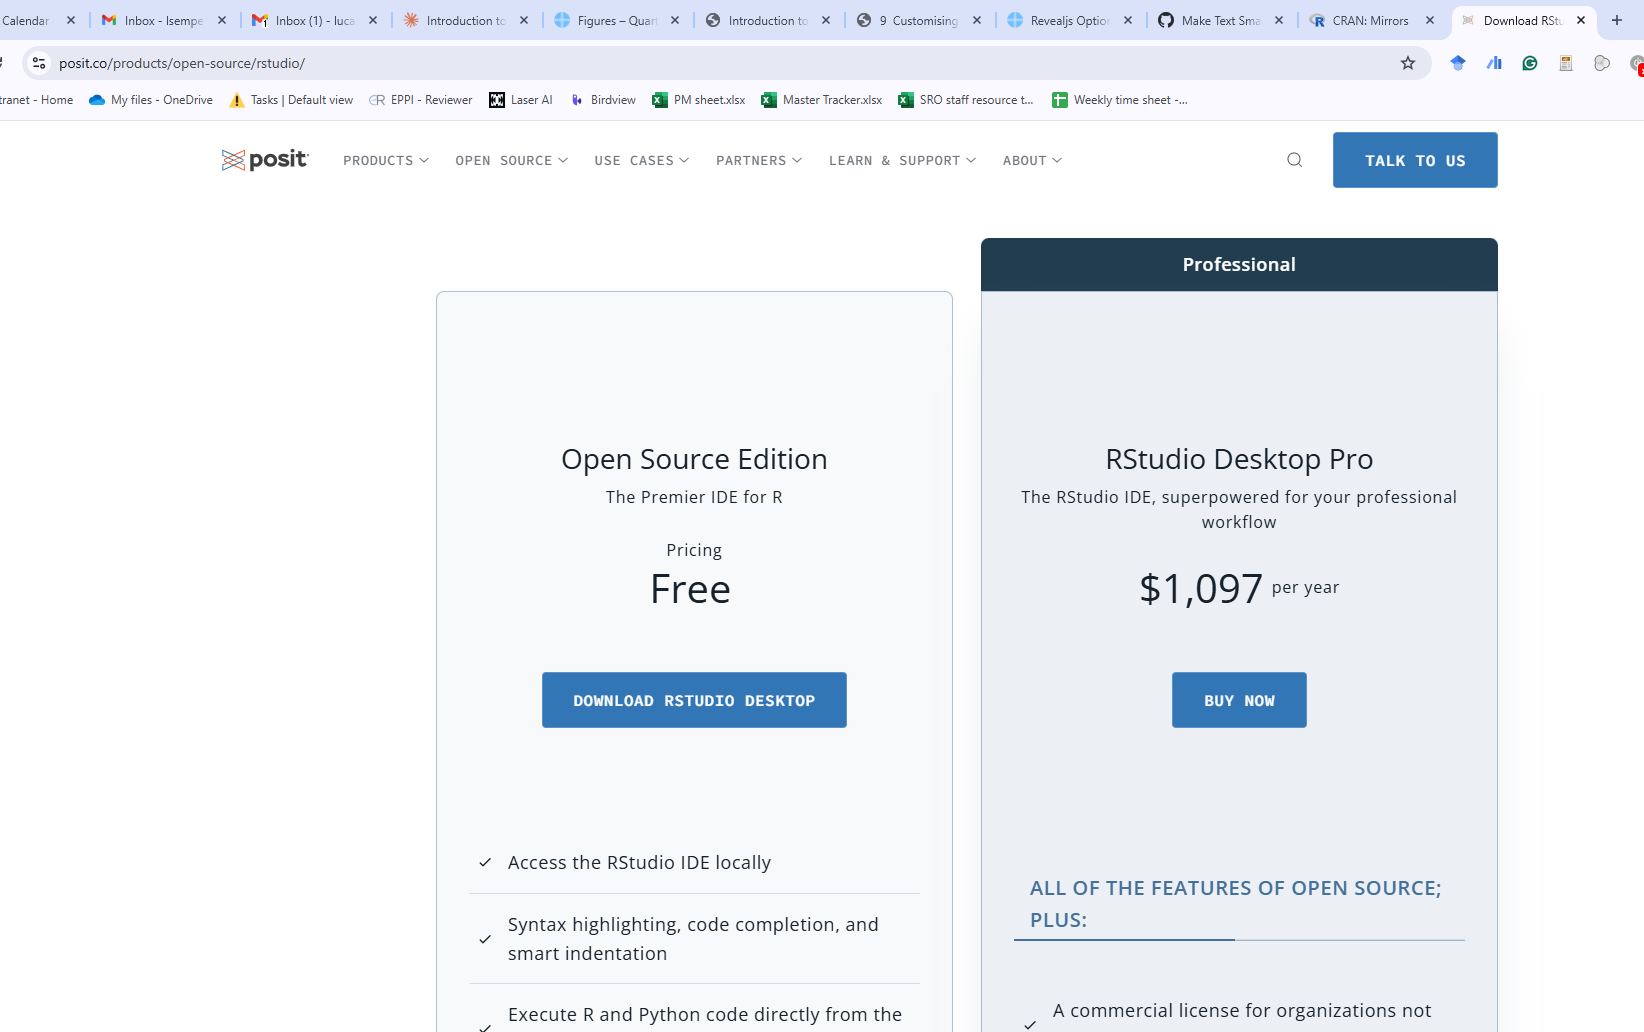 Calendar
Inbox - lsempe
Inbox (1) - luca
Introduction to
Figures – Quar
Introduction to
9 Customising
Revealjs Option
Make Text Sma
CRAN: Mirrors
Download RStu
posit.co/products/open-source/rstudio/
tranet - Home
My files - OneDrive
Tasks | Default view
EPPI - Reviewer
Laser AI
Birdview
PM sheet.xlsx
Master Tracker.xlsx
SRO staff resource t...
Weekly time sheet -...
posit
PRODUCTS
OPEN SOURCE
USE CASES
PARTNERS
LEARN & SUPPORT
ABOUT
TALK TO US
Open Source Edition
The Premier IDE for R
Pricing
Free
DOWNLOAD RSTUDIO DESKTOP
Access the RStudio IDE locally
Syntax highlighting, code completion, and
smart indentation
Execute R and Python code directly from the
Professional
RStudio Desktop Pro
The RStudio IDE, superpowered for your professional
workflow
$1,097 per year
BUY NOW
ALL OF THE FEATURES OF OPEN SOURCE;
PLUS:
A commercial license for organizations not